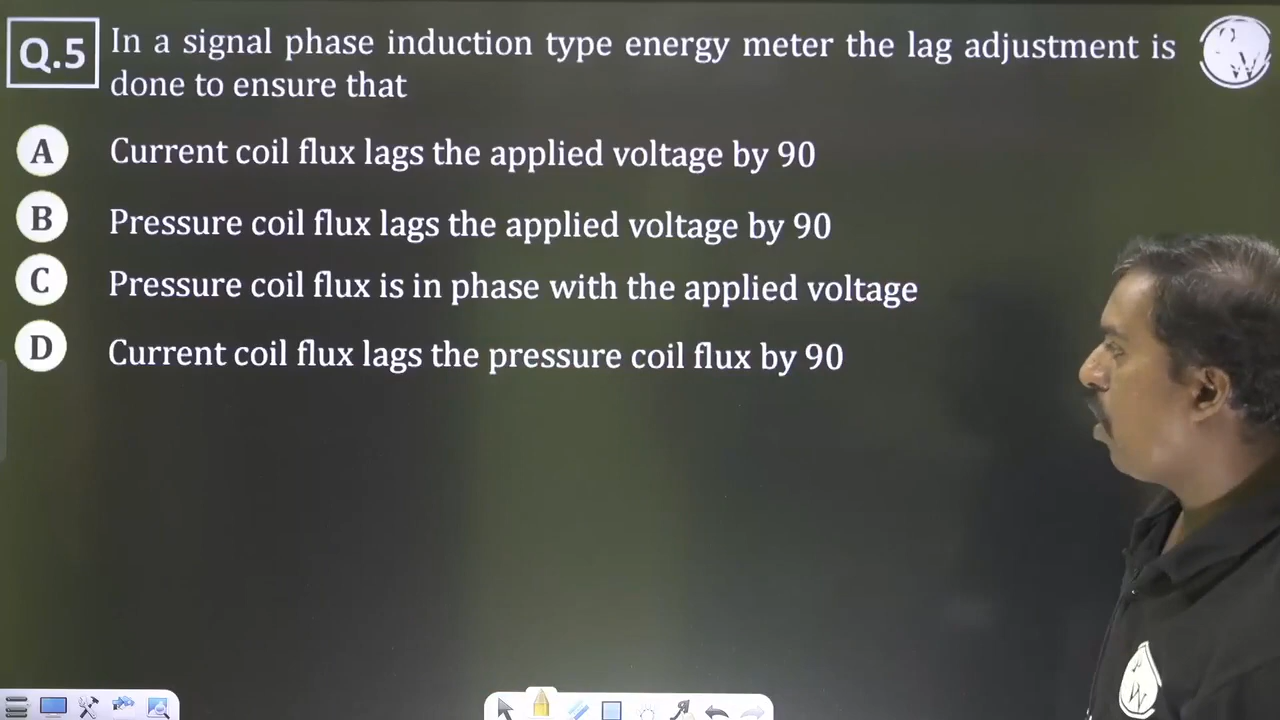 Q.5 In a signal phase induction type energy meter the lag adjustment is
done to ensure that
A Current coil flux lags the applied voltage by 90
B Pressure coil flux lags the applied voltage by 90
C Pressure coil flux is in phase with the applied voltage
D Current coil flux lags the pressure coil flux by 90
P
W